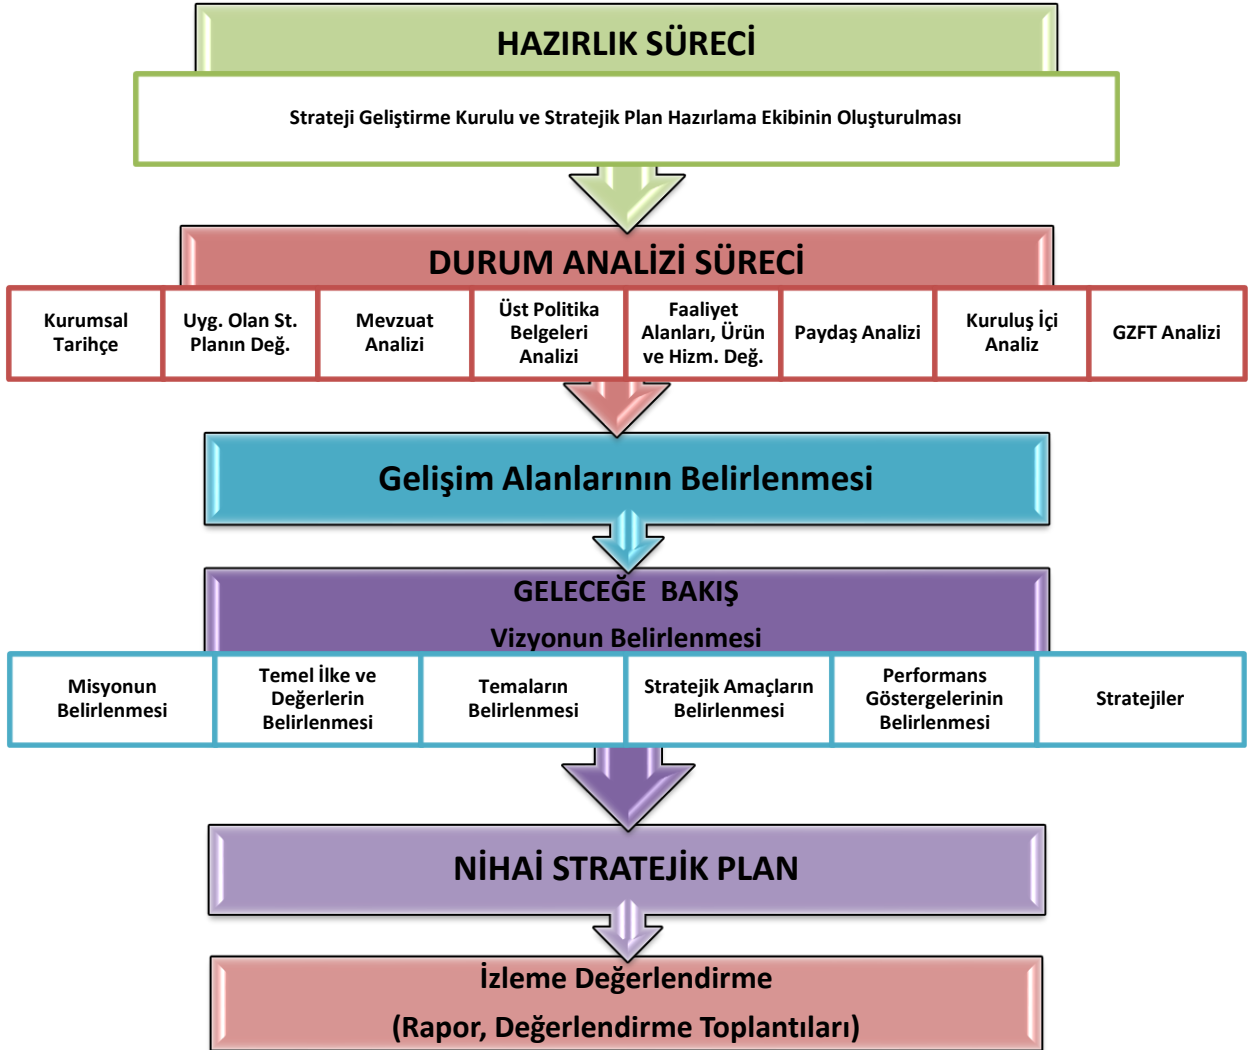 HAZIRLIK SÜRECİ
Strateji Geliştirme Kurulu ve Stratejik Plan Hazırlama Ekibinin Oluşturulması
DURUM ANALİZİ SÜRECİ
Kurumsal
Tarihçe
Uyg. Olan St.
Planın Değ.
Mevzuat
Analizi
Üst Politika
Belgeleri
Analizi
Faaliyet
Alanları, Ürün
ve Hizm. Değ.
Paydaş Analizi
Kuruluş İçi
Analiz
GZFT Analizi
Gelişim Alanlarının Belirlenmesi
GELECEĞE BAKIŞ
Vizyonun Belirlenmesi
Misyonun
Belirlenmesi
Temel İlke ve
Değerlerin
Belirlenmesi
Temaların
Belirlenmesi
Stratejik Amaçların
Belirlenmesi
Performans
Göstergelerinin
Belirlenmesi
Stratejiler
NİHAİ STRATEJİK PLAN
İzleme Değerlendirme
(Rapor, Değerlendirme Toplantıları)